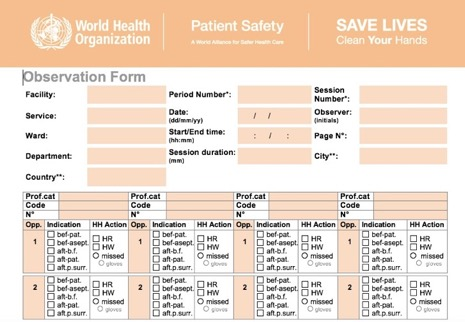 World Health Organization
Patient Safety
A World Alliance for Safer Health Care
SAVE LIVES
Clean Your Hands
Observation Form
Facility: Period Number*: Session Number*:
Service: Date: (dd/mm/yy) / / Observer: (initials)
Ward: Start/End time: (hh:mm) : / : Page N°:
Department: Session duration: (mm) City**:
Country**:
Prof.cat Prof.cat Prof.cat Prof.cat
Code Code Code Code
N° N° N° N°
Opp. Indication HH Action Opp. Indication HH Action Opp. Indication HH Action Opp. Indication HH Action
1 bef-pat. bef-asept. aft-b.f. aft-pat. aft.p.surr. HR HW missed gloves
1 bef-pat. bef-asept. aft-b.f. aft-pat. aft.p.surr. HR HW missed gloves
1 bef-pat. bef-asept. aft-b.f. aft-pat. aft.p.surr. HR HW missed gloves
1 bef-pat. bef-asept. aft-b.f. aft-pat. aft.p.surr. HR HW missed gloves
2 bef-pat. bef-asept. aft-b.f. aft-pat. aft.p.surr. HR HW missed gloves
2 bef-pat. bef-asept. aft-b.f. aft-pat. aft.p.surr. HR HW missed gloves
2 bef-pat. bef-asept. aft-b.f. aft-pat. aft.p.surr. HR HW missed gloves
2 bef-pat. bef-asept. aft-b.f. aft-pat. aft.p.surr. HR HW missed gloves